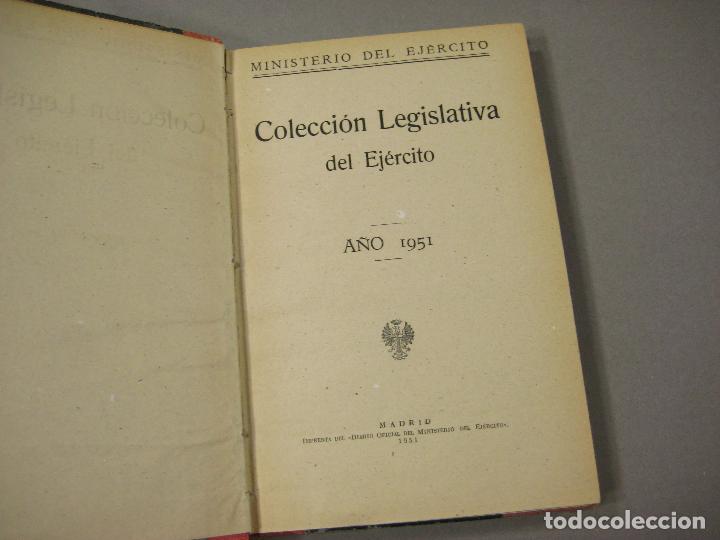 MINISTERIO DEL EJÉRCITO
Colección Legislativa
del Ejército
AÑO 1951
MADRID
IMPRENTA DEL «DIARIO OFICIAL DEL MINISTERIO DEL EJÉRCITO».
1951
todocoleccion